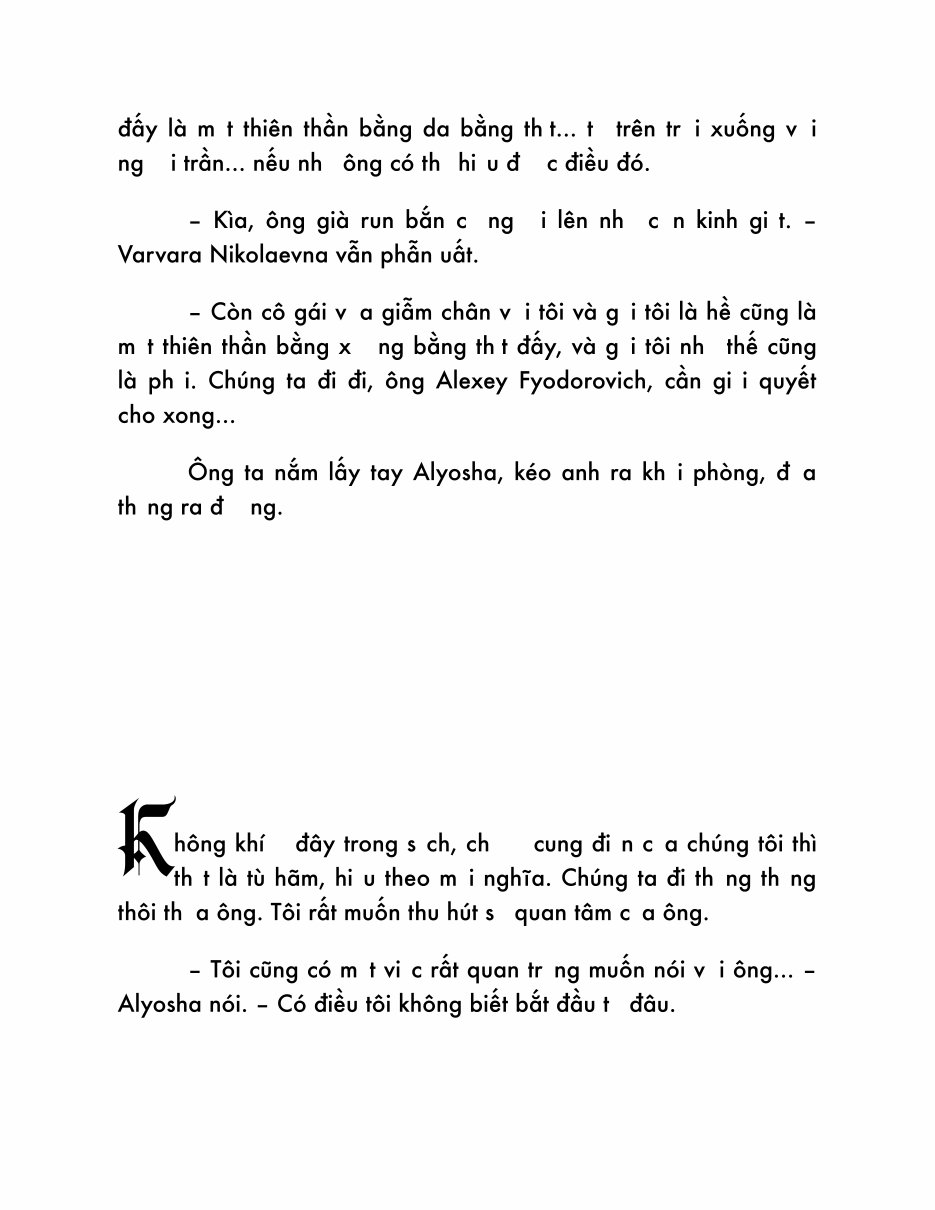 đấy là m t thiên thần bằng da bằng th t... t trên tr i xuống v i
ng i trần... nếu nh ông có th hi u đ c điều đó.
– Kìa, ông già run bắn c ng i lên nh c n kinh gi t. –
Varvara Nikolaevna vẫn phẫn uất.
– Còn cô gái v a giẫm chân v i tôi và g i tôi là hề cũng là
m t thiên thần bằng x ng bằng th t đấy, và g i tôi nh thế cũng
là ph i. Chúng ta đi đi, ông Alexey Fyodorovich, cần gi i quyết
cho xong...
Ông ta nắm lấy tay Alyosha, kéo anh ra kh i phòng, đ a
th ng ra đ ng.
Không khí đây trong s ch, ch cung đi n c a chúng tôi thì
th t là tù hãm, hi u theo m i nghĩa. Chúng ta đi th ng th ng
thôi th a ông. Tôi rất muốn thu hút s quan tâm c a ông.
– Tôi cũng có m t vi c rất quan tr ng muốn nói v i ông... –
Alyosha nói. – Có điều tôi không biết bắt đầu t đâu.